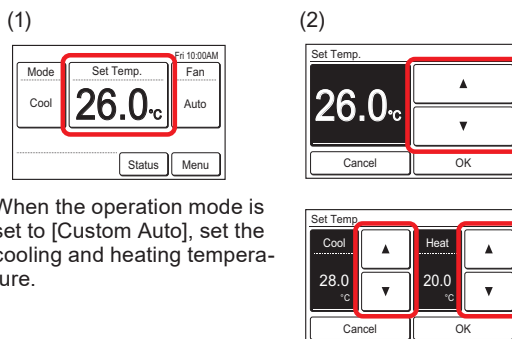 (1)
Fri 10:00AM
Mode
Set Temp.
Fan
Cool
26.0°C
Auto
Status
Menu
When the operation mode is
set to [Custom Auto], set the
cooling and heating tempera-
ture.
(2)
Set Temp.
26.0°C
▲
▼
Cancel
OK
Set Temp.
Cool
▲
Heat
▲
28.0
°C
▼
20.0
°C
▼
Cancel
OK